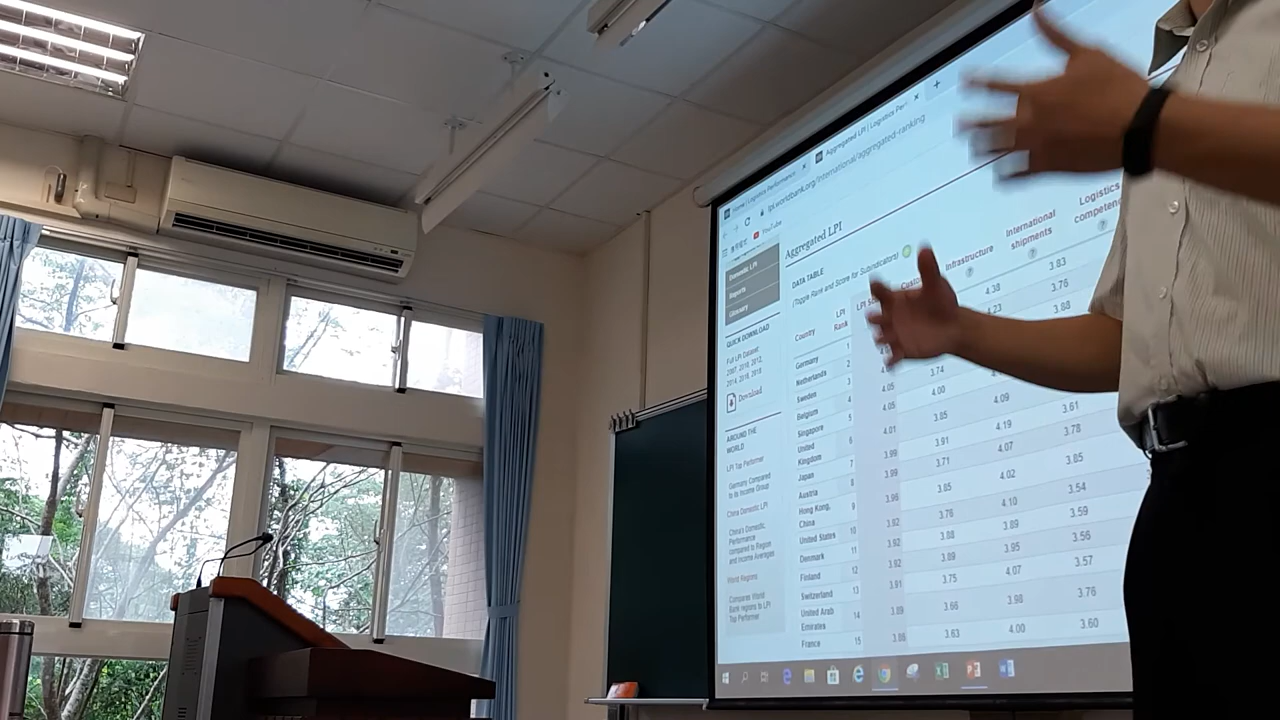 Home | Logistics Performance
Aggregated LPI | Logistics Per
lpi.worldbank.org/international/aggregated-ranking
YouTube
Domestic LPI
Reports
Glossary
QUICK DOWNLOAD
Full LPI Dataset:
2007, 2010, 2012,
2014, 2016, 2018
Download
AROUND THE
WORLD
LPI Top Performer
Germany Compared
to its Income Group
China Domestic LPI
China's Domestic
Performance
compared to Region
and Income Averages
World Regions
Compares World
Bank regions to LPI
Top Performer
Aggregated LPI
DATA TABLE
(Toggle Rank and Score for Subindicators)
Country
LPI
Rank
LPI
Infrastructure
?
International
shipments
?
Logistics
competenc
?
Germany 1 4.38 3.83
Netherlands 2 4.23 3.76
Sweden 3 4.05 3.74 3.88
Belgium 4 4.05 4.00
Singapore 5 4.01 3.85 4.09
United
Kingdom 6 3.99 3.91 4.19 3.61
Japan 7 3.99 3.71 4.07 3.78
Austria 8 3.96 3.85 4.02 3.85
Hong Kong,
China 9 3.92 3.76 4.10 3.54
United States 10 3.92 3.88 3.89 3.59
Denmark 11 3.92 3.89 3.95 3.56
Finland 12 3.91 3.75 4.07 3.57
Switzerland 13 3.89 3.66 3.98 3.76
United Arab
Emirates 14 3.88 3.63 4.00 3.60
France 15